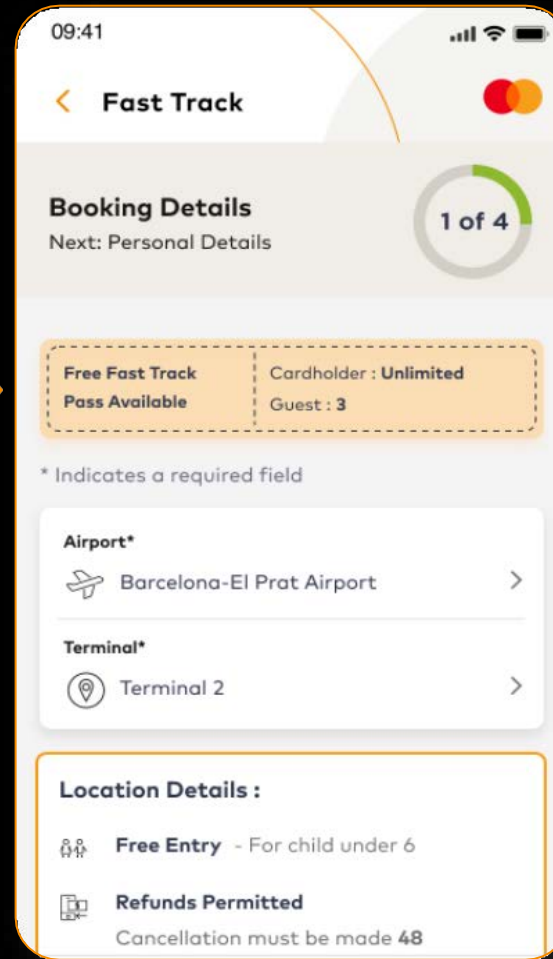 09:41
Fast Track
Booking Details
Next: Personal Details
1 of 4
Free Fast Track
Pass Available
Cardholder : Unlimited
Guest : 3
* Indicates a required field
Airport*
Barcelona-El Prat Airport
Terminal*
Terminal 2
Location Details :
Free Entry - For child under 6
Refunds Permitted
Cancellation must be made 48